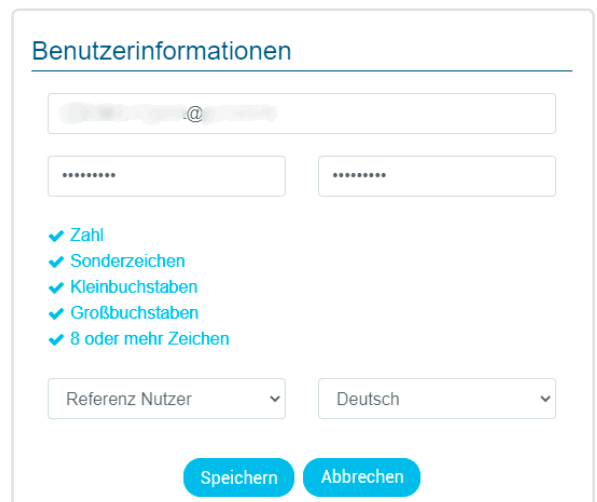 Benutzerinformationen
@
•••••••••
•••••••••
Zahl
Sonderzeichen
Kleinbuchstaben
Großbuchstaben
8 oder mehr Zeichen
Referenz Nutzer
Deutsch
Speichern
Abbrechen